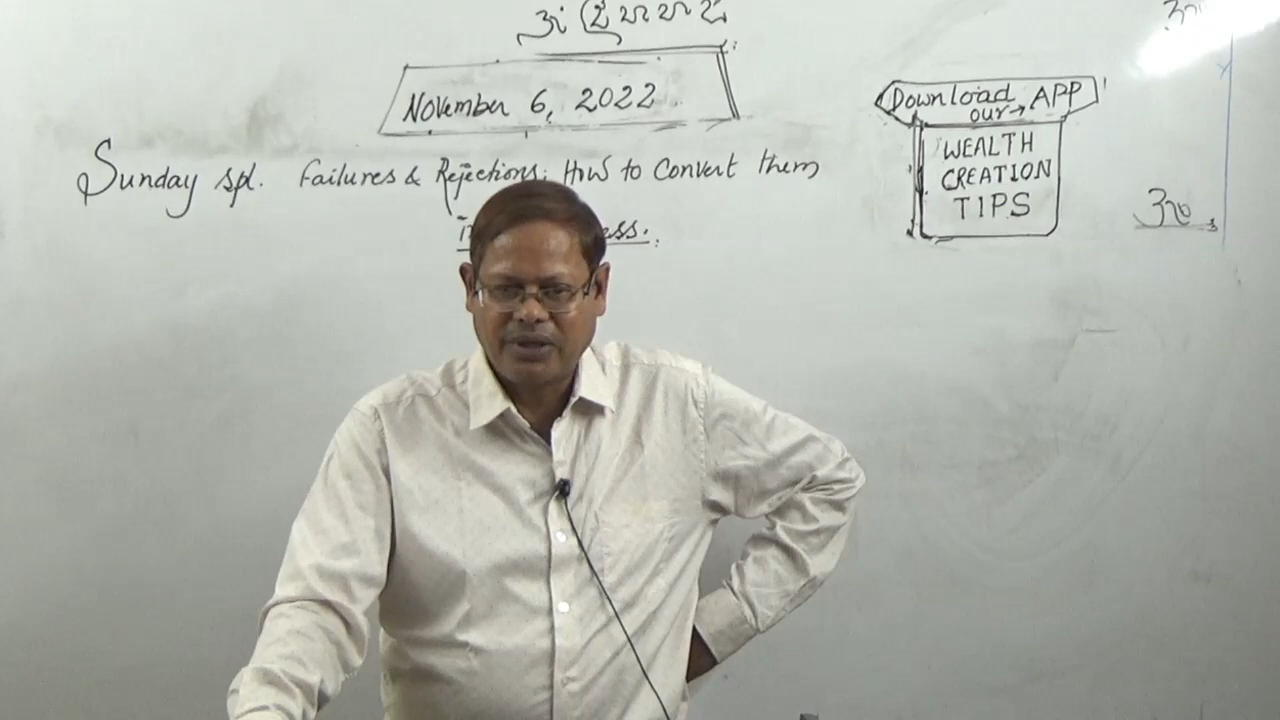 November 6, 2022
Sunday spl. Failures & Rejections: How to Convert them
Download
our→ APP
WEALTH
CREATION
TIPS